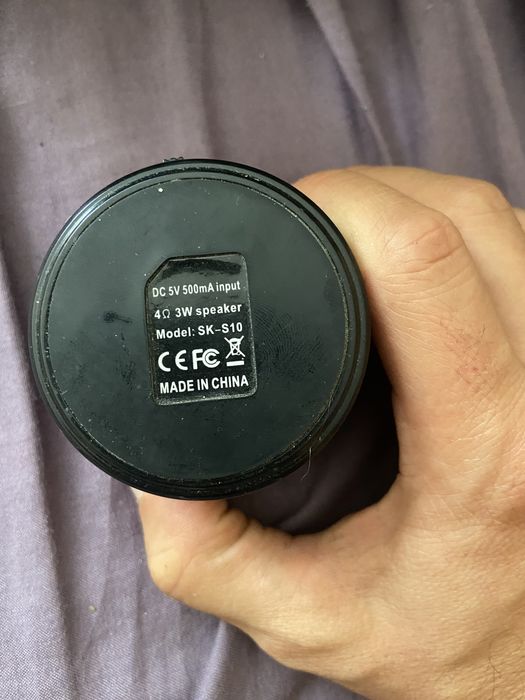 DC 5V 500mA input
4Ω 3W speaker
Model: SK-S10
CE FC
MADE IN CHINA